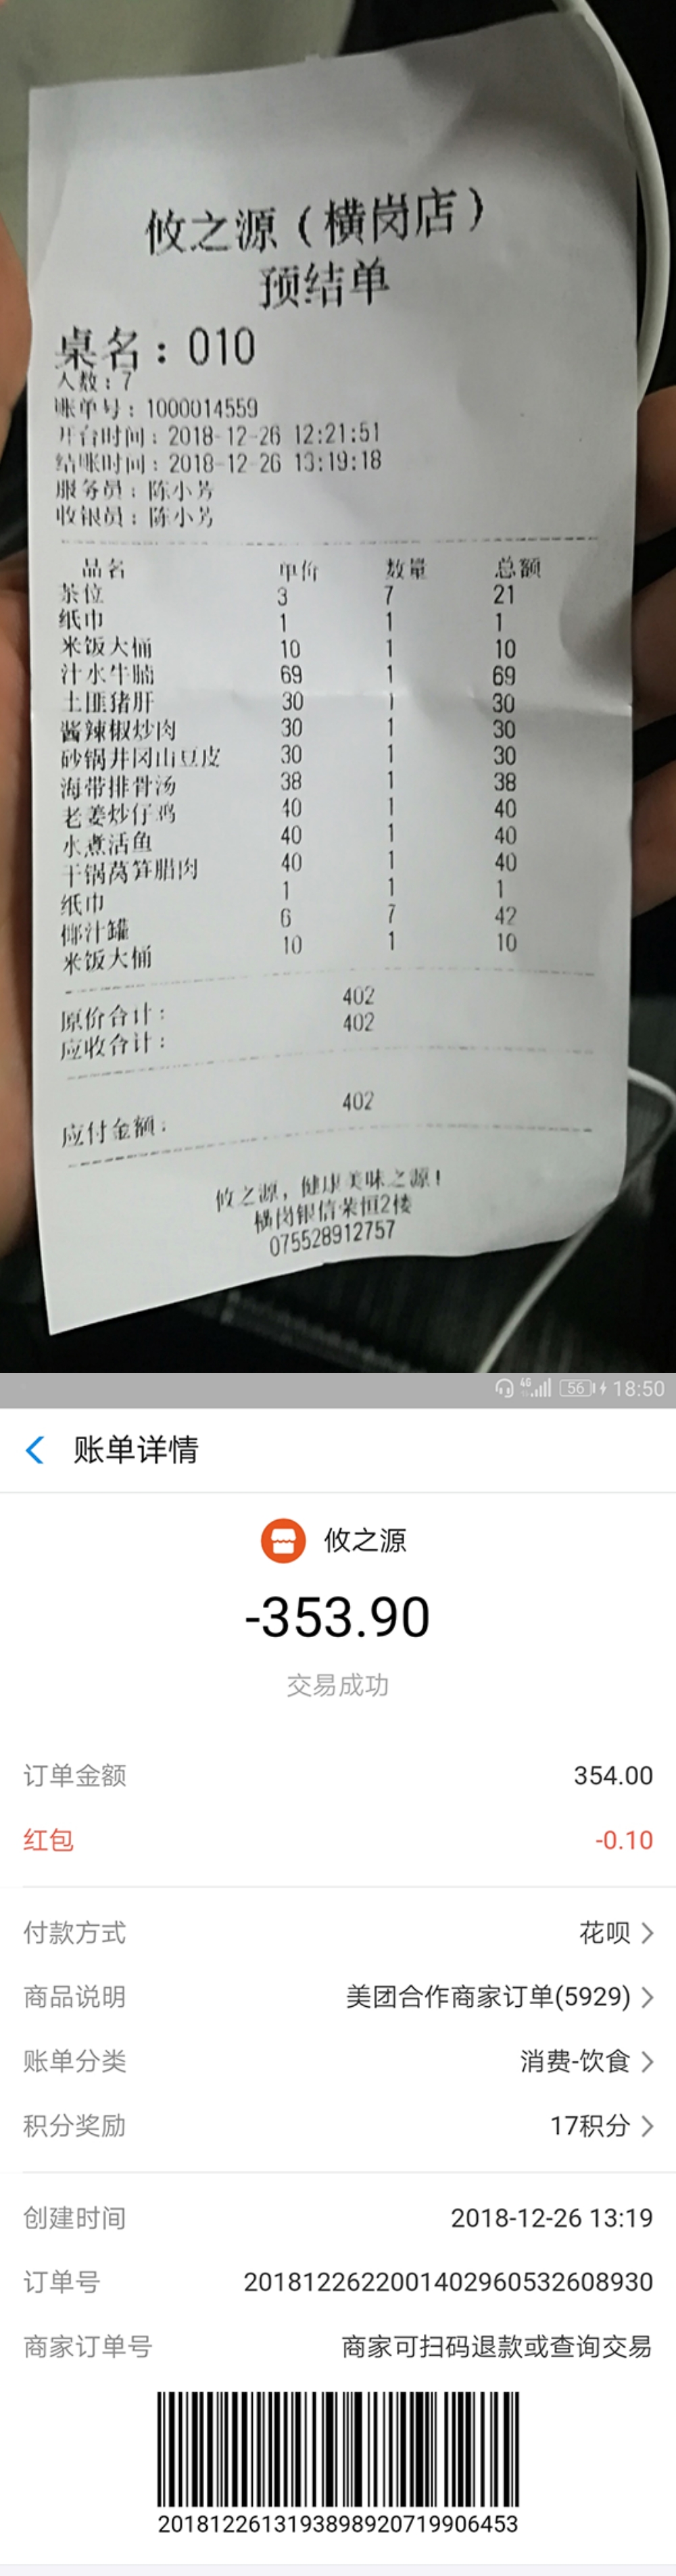 攸之源（横岗店）
预结单
桌名：010
人数：7
账单号：1000014559
开台时间：2018-12-26 12:21:51
结账时间：2018-12-26 13:19:18
服务员：陈小芳
收银员：陈小芳
品名 单价 数量 总额
茶位 3 7 21
纸巾 1 1 1
米饭大桶 10 1 10
汁水牛腩 69 1 69
土匪猪肝 30 1 30
酱辣椒炒肉 30 1 30
砂锅井冈山豆皮 30 1 30
海带排骨汤 38 1 38
老姜炒仔鸡 40 1 40
水煮活鱼 40 1 40
干锅莴笋腊肉 40 1 40
纸巾 1 1 1
椰汁罐 6 7 42
米饭大桶 10 1 10
原价合计： 402
应收合计： 402
应付金额： 402
攸之源，健康美味之源！
横岗银信荣恒2楼
075528912757
4G 56 18:50
账单详情
攸之源
-353.90
交易成功
订单金额 354.00
红包 -0.10
付款方式 花呗
商品说明 美团合作商家订单(5929)
账单分类 消费-饮食
积分奖励 17积分
创建时间 2018-12-26 13:19
订单号 2018122622001402960532608930
商家订单号 商家可扫码退款或查询交易
20181226131938989207199064​53